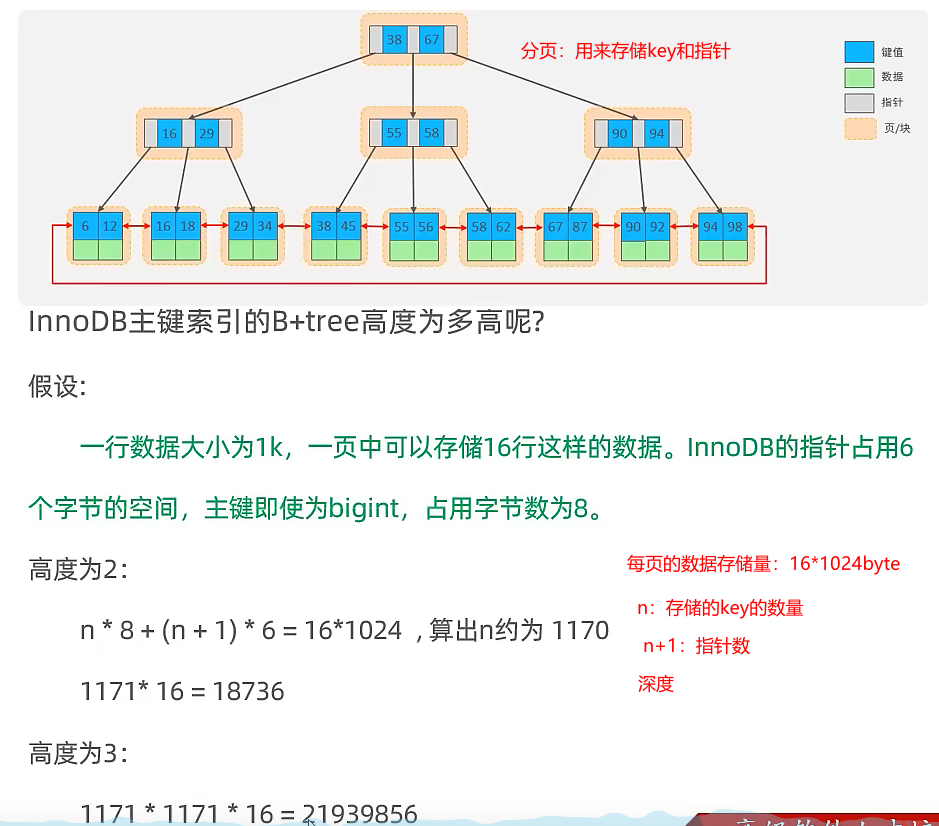 38 67
分页：用来存储key和指针
键值
数据
指针
页/块
16 29
55 58
90 94
6 12
16 18
29 34
38 45
55 56
58 62
67 87
90 92
94 98
InnoDB主键索引的B+tree高度为多高呢?
假设:
一行数据大小为1k，一页中可以存储16行这样的数据。InnoDB的指针占用6
个字节的空间，主键即使为bigint，占用字节数为8。
高度为2：
每页的数据存储量：16*1024byte
n：存储的key的数量
n * 8 + (n + 1) * 6 = 16*1024 , 算出n约为 1170
n+1：指针数
1171* 16 = 18736
深度
高度为3：
1171 * 1171 * 16 = 21939856